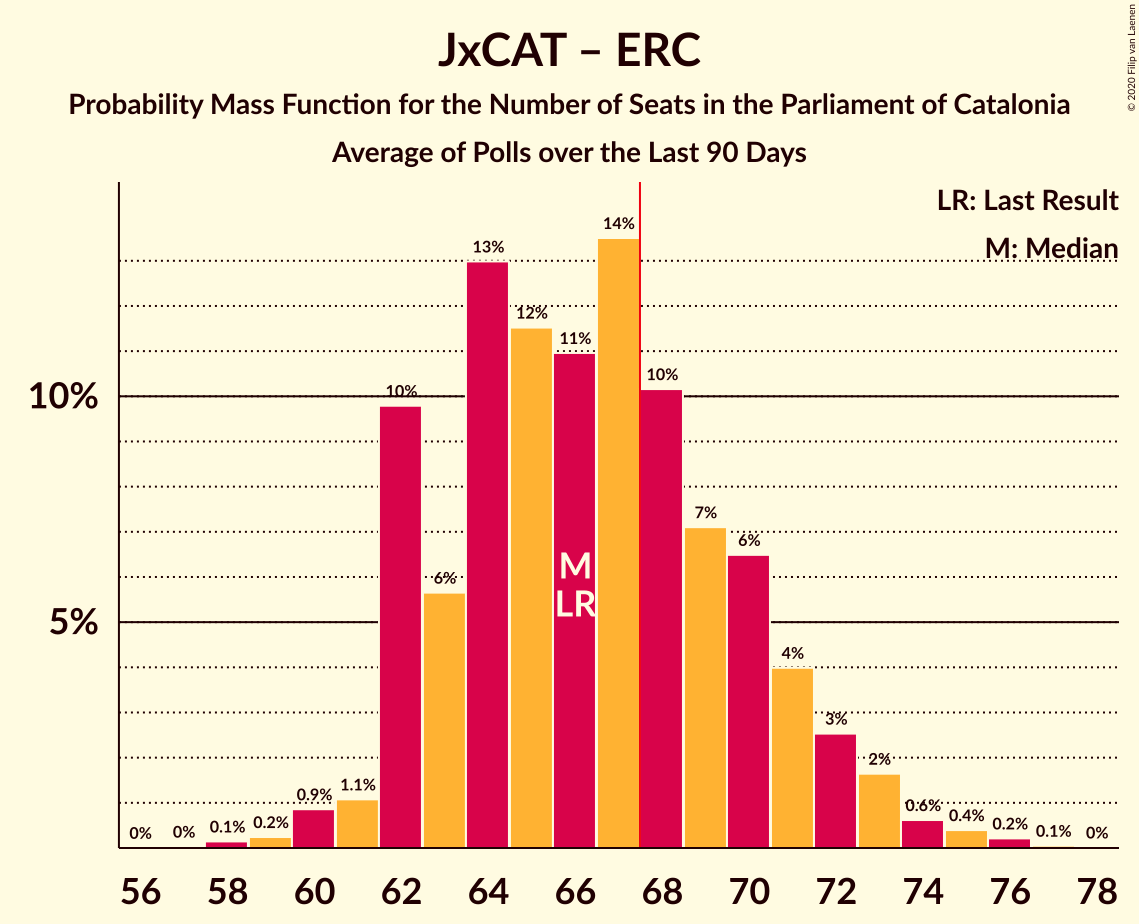 JxCAT – ERC
Probability Mass Function for the Number of Seats in the Parliament of Catalonia
Average of Polls over the Last 90 Days
© 2020 Filip van Laenen
LR: Last Result
M: Median
10%
5%
0%
0%
0.1%
0.2%
0.9%
1.1%
10%
6%
13%
12%
11%
14%
10%
7%
6%
4%
3%
2%
0.6%
0.4%
0.2%
0.1%
0%
M
LR
56 58 60 62 64 66 68 70 72 74 76 78